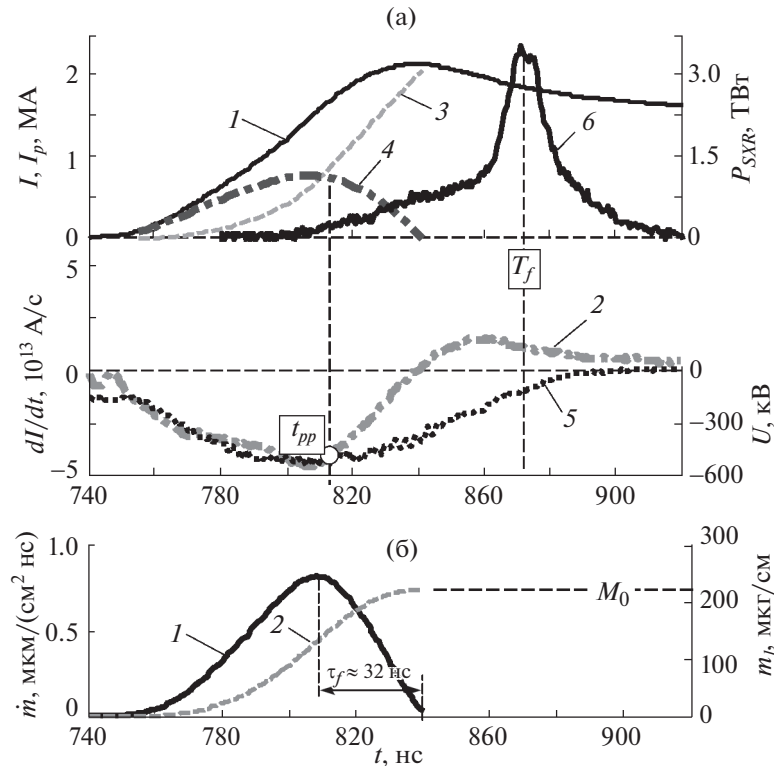 (а)
I, I_p, МА
2
1
0
1
3
4
6
3.0
1.5
0
P_SXR, ТВт
T_f
dI/dt, 10^13 А/с
5
0
−5
2
5
t_pp
0
−300
−600
U, кВ
740 780 820 860 900
(б)
ṁ, мкм/(см² нс)
1.0
0.5
0
1
2
τ_f ≈ 32 нс
M_0
300
200
100
0
m_l, мкг/см
740 780 820 860 900
t, нс